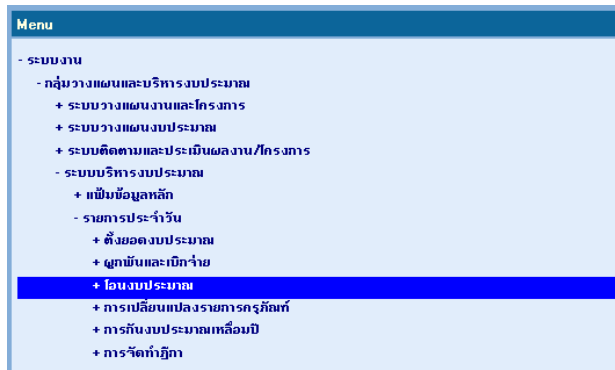 Menu
- ระบบงาน
- กลุ่มวางแผนและบริหารงบประมาณ
+ ระบบวางแผนงานและโครงการ
+ ระบบวางแผนงบประมาณ
+ ระบบติดตามและประเมินผลงาน/โครงการ
- ระบบบริหารงบประมาณ
+ แฟ้มข้อมูลหลัก
- รายการประจำวัน
+ ตั้งยอดงบประมาณ
+ ผูกพันและเบิกจ่าย
+ โอนงบประมาณ
+ การเปลี่ยนแปลงรายการครุภัณฑ์
+ การกันงบประมาณเหลื่อมปี
+ การจัดทำฎีกา